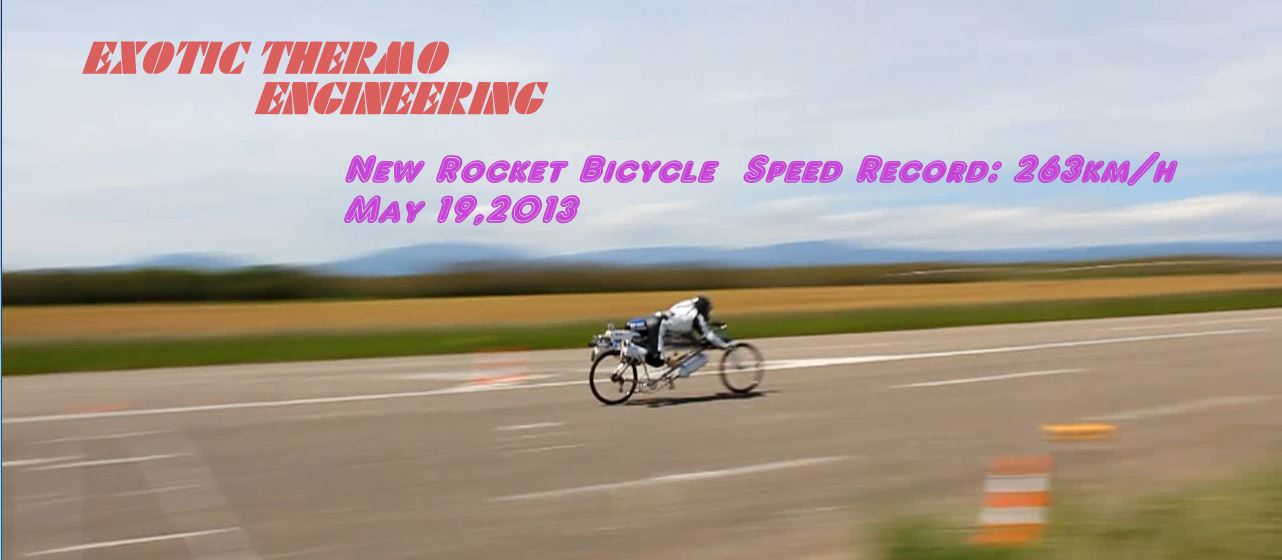 EXOTIC THERMO
ENGINEERING
New Rocket Bicycle Speed Record: 263km/h
May 19,2013